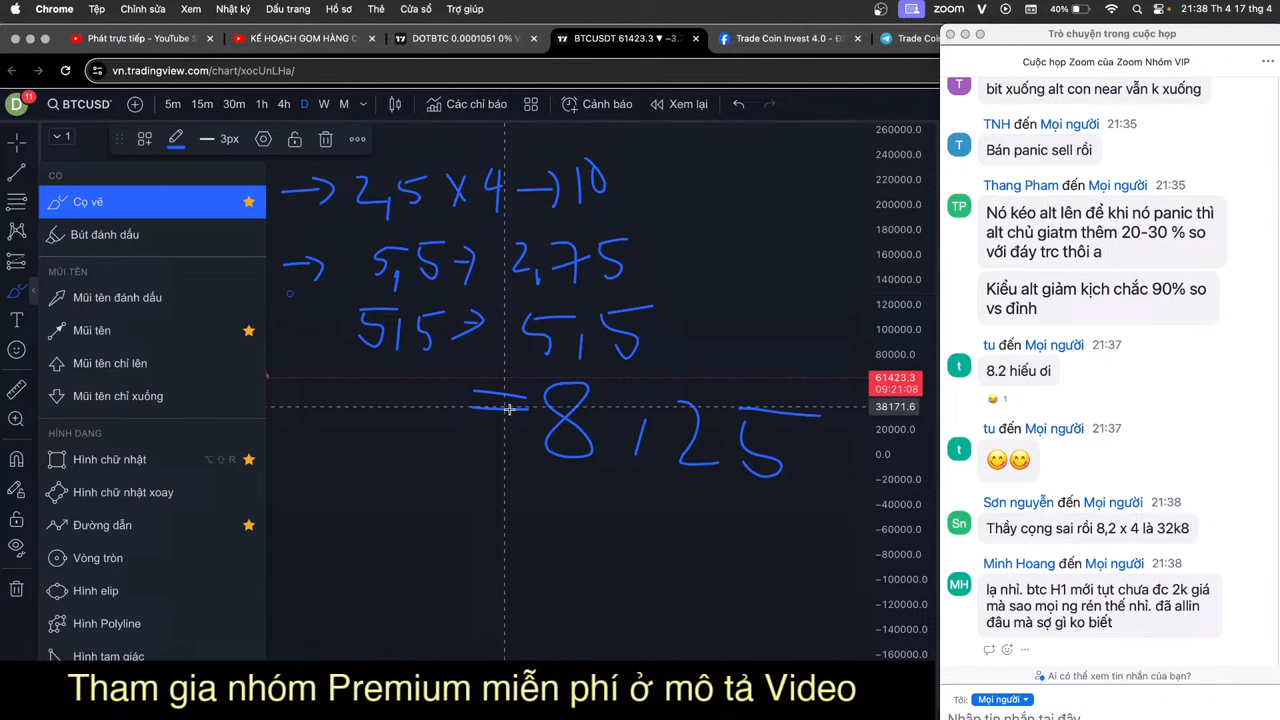 Chrome Tệp Chỉnh sửa Xem Nhật ký Dấu trang Hồ sơ Thẻ Cửa sổ Trợ giúp zoom 40% 21:38 Th 4 17 thg 4
Phát trực tiếp - YouTube S KẾ HOẠCH GOM HÀNG C DOTBTC 0.0001051 0% W BTCUSDT 61423.3 ▼ −3. Trade Coin Invest 4.0 - Đ Trade Coi
vn.tradingview.com/chart/xocUnLHa/
D 11 BTCUSD 5m 15m 30m 1h 4h D W M Các chỉ báo Cảnh báo Xem lại
1 3px
CỌ
Cọ vẽ
Bút đánh dấu
MŨI TÊN
Mũi tên đánh dấu
Mũi tên
Mũi tên chỉ lên
Mũi tên chỉ xuống
HÌNH DẠNG
Hình chữ nhật ⌥⇧R
Hình chữ nhật xoay
Đường dẫn
Vòng tròn
Hình elip
Hình Polyline
Hình tam giác
→ 2,5 x 4 → 10
→ 5,5 → 2,75
5,5 → 5,5
= 8,25
260000.0
240000.0
220000.0
200000.0
180000.0
160000.0
140000.0
120000.0
100000.0
80000.0
61423.3
09:21:08
38171.6
20000.0
0.0
−20000.0
−40000.0
−60000.0
−80000.0
−100000.0
−120000.0
−140000.0
−160000.0
Trò chuyện trong cuộc họp
Cuộc họp Zoom của Zoom Nhóm VIP
T
bit xuống alt con near vẫn k xuống
TNH đến Mọi người 21:35
T
Bán panic sell rồi
Thang Pham đến Mọi người 21:35
TP
Nó kéo alt lên để khi nó panic thì
alt chủ giatm thêm 20-30 % so
với đáy trc thôi a
Kiểu alt giảm kịch chắc 90% so
vs đỉnh
tu đến Mọi người 21:37
t
8.2 hiếu ơi
😂 1
tu đến Mọi người 21:37
t
😋😋
Sơn nguyễn đến Mọi người 21:38
Sn
Thầy cọng sai rồi 8,2 x 4 là 32k8
Minh Hoang đến Mọi người 21:38
MH
lạ nhỉ. btc H1 mới tụt chưa đc 2k giá
mà sao mọi ng rén thế nhỉ. đã allin
đâu mà sợ gì ko biết
Ai có thể xem tin nhắn của bạn?
Tới: Mọi người
Nhập tin nhắn tại đây
Tham gia nhóm Premium miễn phí ở mô tả Video